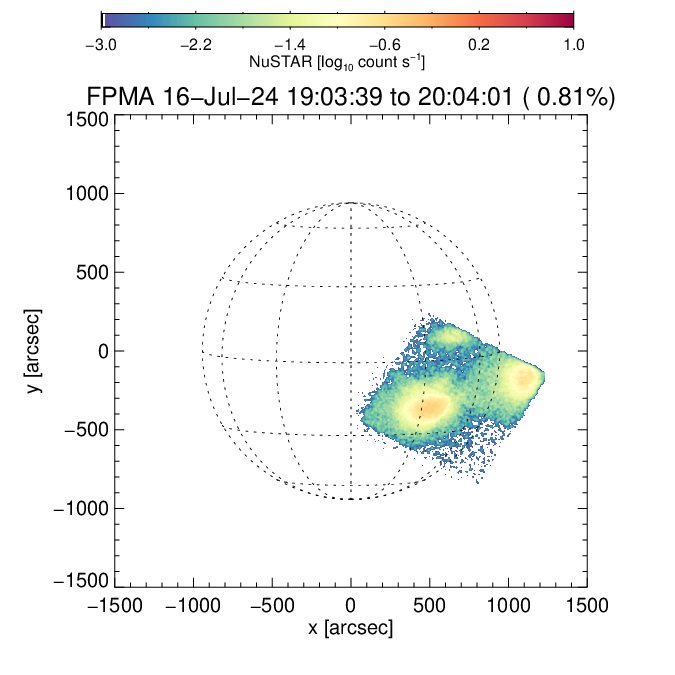 −3.0 −2.2 −1.4 −0.6 0.2 1.0
NuSTAR [log10 count s−1]
FPMA 16−Jul−24 19:03:39 to 20:04:01 ( 0.81%)
1500
1000
500
0
−500
−1000
−1500
y [arcsec]
−1500 −1000 −500 0 500 1000 1500
x [arcsec]